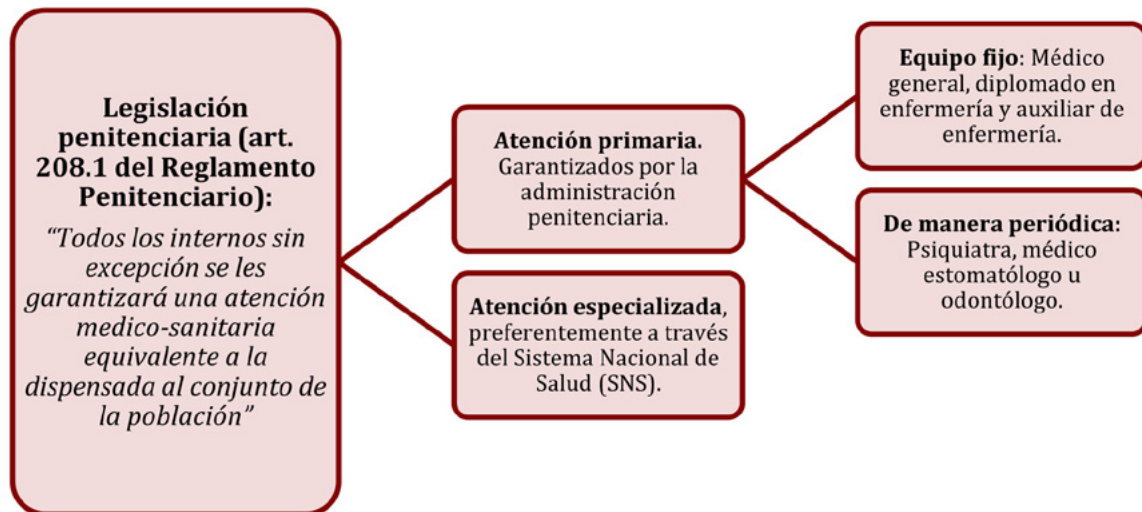 Legislación
penitenciaria (art.
208.1 del Reglamento
Penitenciario):
“Todos los internos sin
excepción se les
garantizará una atención
medico-sanitaria
equivalente a la
dispensada al conjunto de
la población”
Atención primaria.
Garantizados por la
administración
penitenciaria.
Atención especializada,
preferentemente a través
del Sistema Nacional de
Salud (SNS).
Equipo fijo: Médico
general, diplomado en
enfermería y auxiliar de
enfermería.
De manera periódica:
Psiquiatra, médico
estomatólogo u
odontólogo.